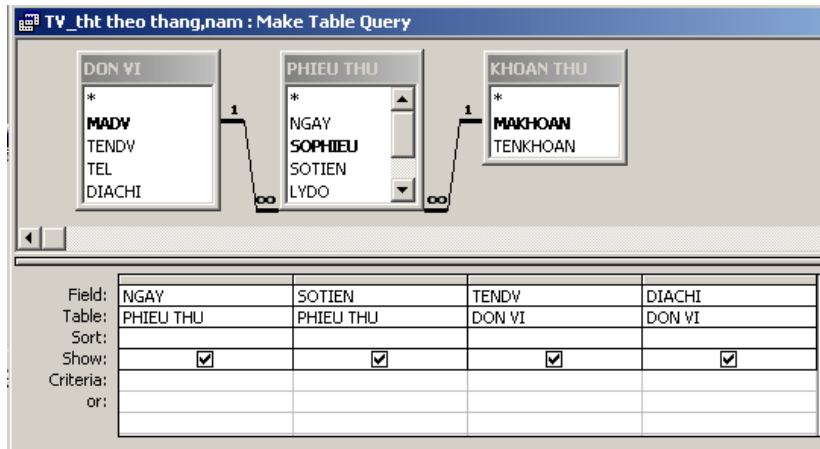 TV_tht theo thang,nam : Make Table Query
DON VI
*
MADV
TENDV
TEL
DIACHI
1
∞
PHIEU THU
*
NGAY
SOPHIEU
SOTIEN
LYDO
1
∞
KHOAN THU
*
MAKHOAN
TENKHOAN
Field: NGAY SOTIEN TENDV DIACHI
Table: PHIEU THU PHIEU THU DON VI DON VI
Sort:
Show:
Criteria:
or: